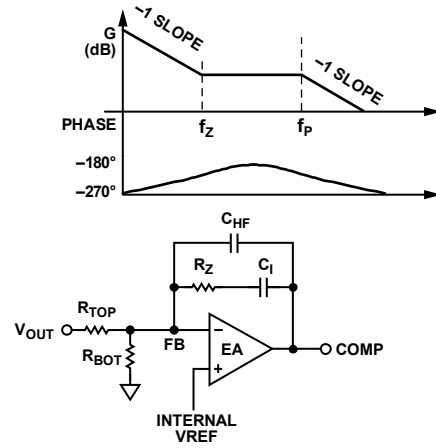 –1 SLOPE
G
(dB)
–1 SLOPE
PHASE
fZ
fP
–180°
–270°
CHF
RZ
CI
RTOP
VOUT
RBOT
FB
–
EA
+
COMP
INTERNAL
VREF